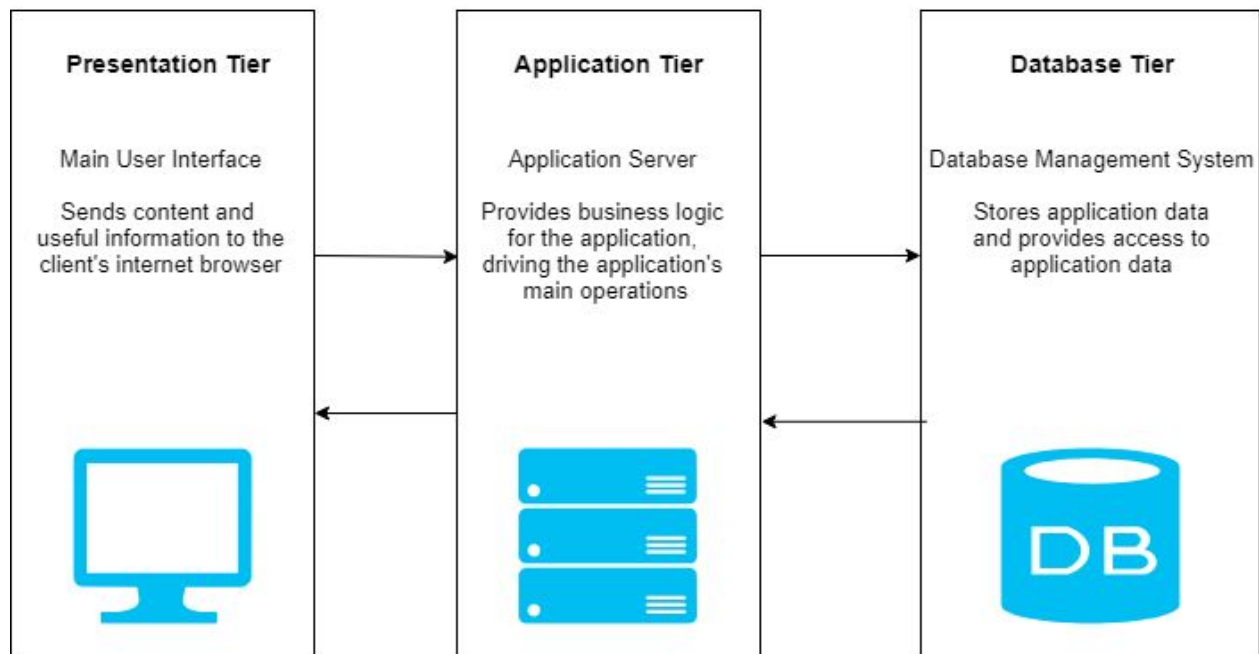 Presentation Tier
Main User Interface
Sends content and
useful information to the
client's internet browser
Application Tier
Application Server
Provides business logic
for the application,
driving the application's
main operations
Database Tier
Database Management System
Stores application data
and provides access to
application data
DB